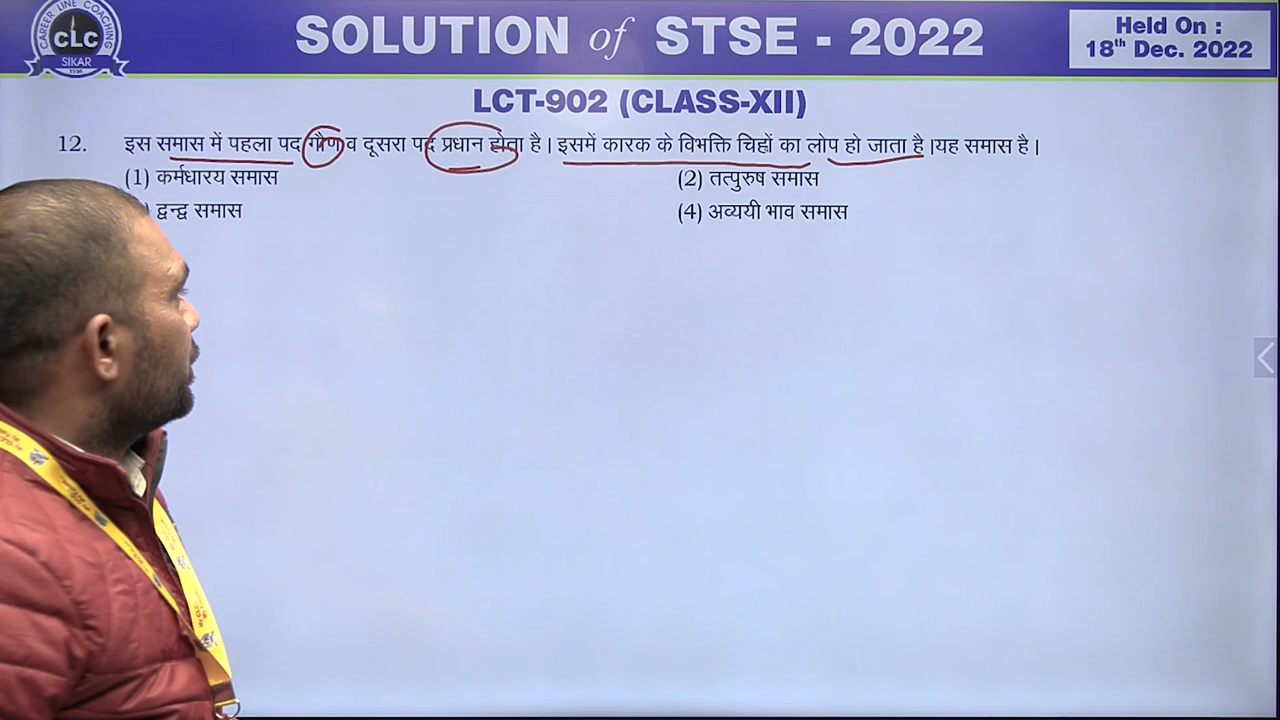 CAREER LINE COACHING
CLC
SIKAR
SOLUTION of STSE - 2022
Held On :
18th Dec. 2022
LCT-902 (CLASS-XII)
12. इस समास में पहला पद गौण व दूसरा पद प्रधान होता है। इसमें कारक के विभक्ति चिह्नों का लोप हो जाता है।यह समास है।
(1) कर्मधारय समास (2) तत्पुरुष समास
) द्वन्द्व समास (4) अव्ययी भाव समास